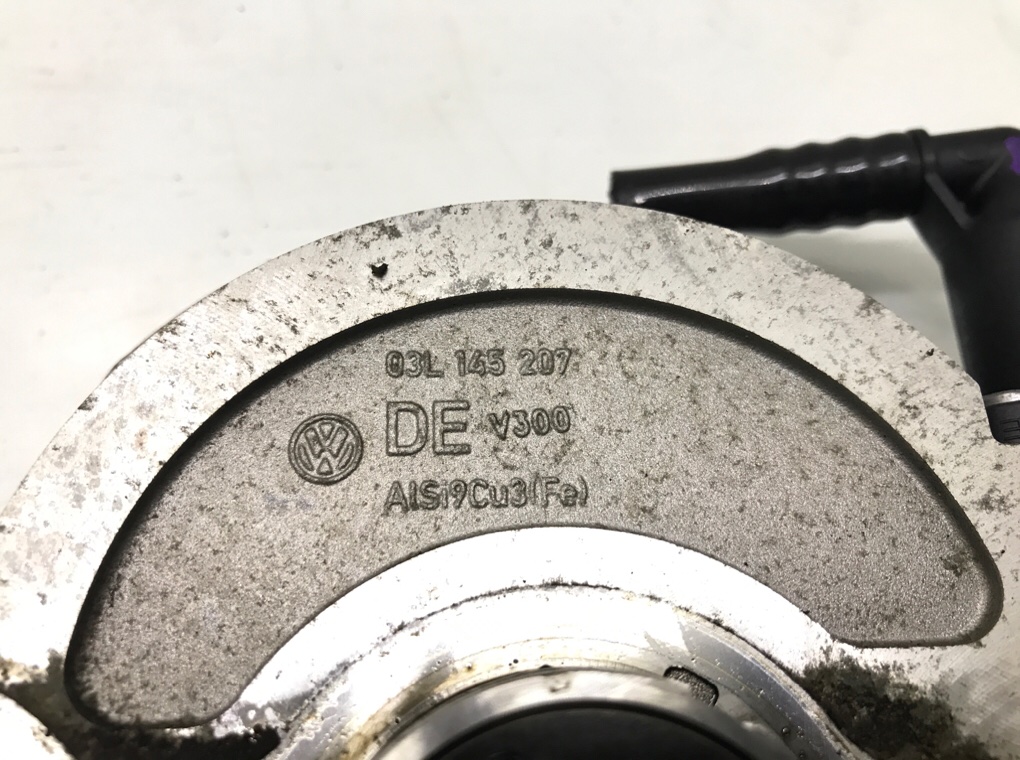 03L 145 207
DE V300
AlSi9Cu3(Fe)